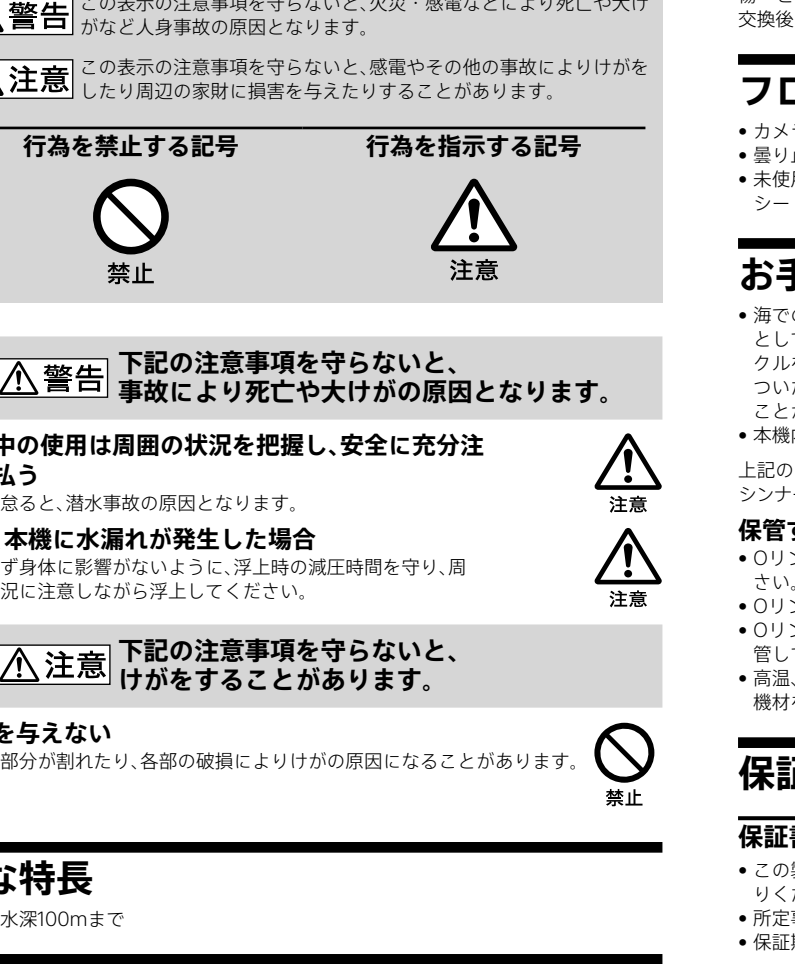 警告
この表示の注意事項を守らないと、火災・感電などにより死亡や大け
がなど人身事故の原因となります。
注意
この表示の注意事項を守らないと、感電やその他の事故によりけがを
したり周辺の家財に損害を与えたりすることがあります。
行為を禁止する記号
行為を指示する記号
禁止
注意
警告
下記の注意事項を守らないと、
事故により死亡や大けがの原因となります。
中の使用は周囲の状況を把握し、安全に充分注
払う
怠ると、潜水事故の原因となります。
注意
本機に水漏れが発生した場合
ず身体に影響がないように、浮上時の減圧時間を守り、周
況に注意しながら浮上してください。
注意
注意
下記の注意事項を守らないと、
けがをすることがあります。
を与えない
部分が割れたり、各部の破損によりけがの原因になることがあります。
禁止
な特長
水深100mまで
交換後
フロ
• カメ
• 曇り
• 未使
シー
お手
• 海で
とし
クル
つい
こと
• 本機
上記の
シンナ
保管す
• Oリン
さい。
• Oリン
• Oリン
管し
• 高温、
機材
保証
保証書
• この
りく
• 所定
• 保証